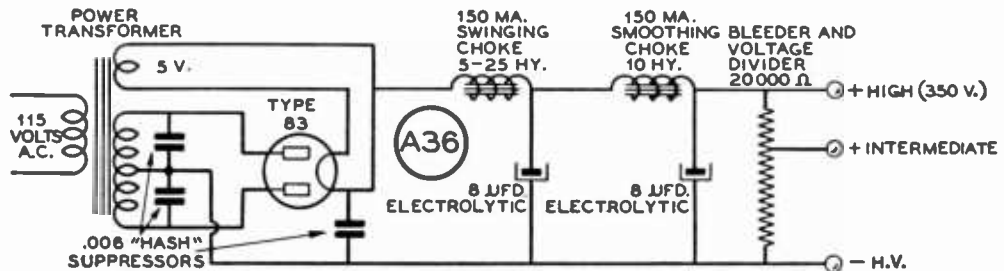 POWER
TRANSFORMER
5 V.
115
VOLTS
A.C.
TYPE
83
.006 "HASH"
SUPPRESSORS
A36
150 MA.
SWINGING
CHOKE
5-25 HY.
8 µFD.
ELECTROLYTIC
150 MA.
SMOOTHING
CHOKE
10 HY.
8 µFD.
ELECTROLYTIC
BLEEDER AND
VOLTAGE
DIVIDER
20000 Ω
+ HIGH (350 V.)
+ INTERMEDIATE
- H.V.